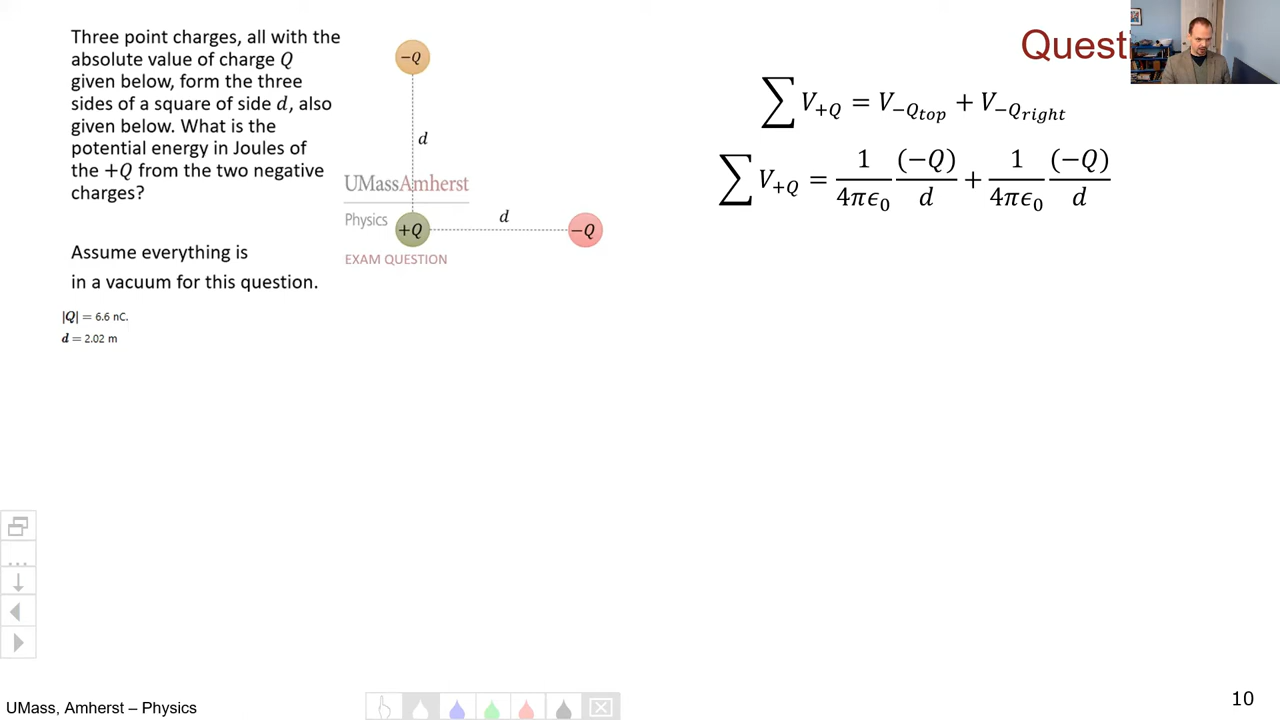 Three point charges, all with the
absolute value of charge Q
given below, form the three
sides of a square of side d, also
given below. What is the
potential energy in Joules of
the +Q from the two negative
charges?
Assume everything is
in a vacuum for this question.
|Q| = 6.6 nC.
d = 2.02 m
−Q
d
UMassAmherst
Physics
+Q
d
−Q
EXAM QUESTION
Questi
∑ V₊Q = V₋Q_top + V₋Q_right
∑ V₊Q = 1/(4πϵ₀) (−Q)/d + 1/(4πϵ₀) (−Q)/d
...
UMass, Amherst – Physics
10